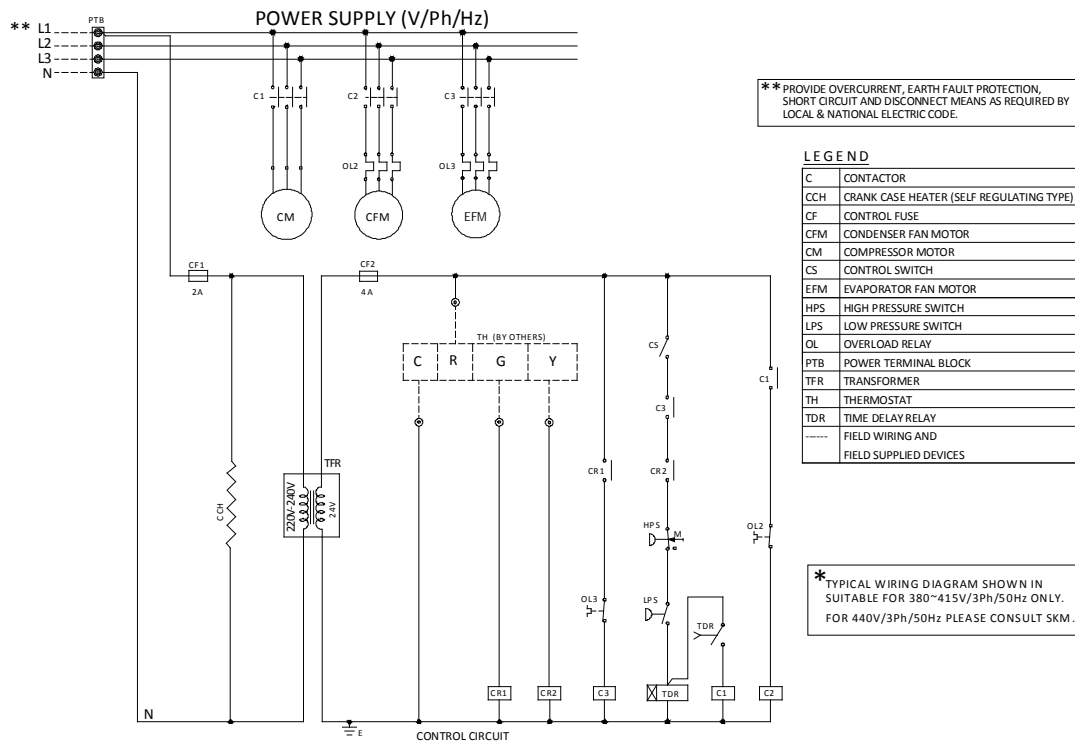 POWER SUPPLY (V/Ph/Hz)
PTB
** L1
L2
L3
N
C1
C2
C3
OL2
OL3
CM
CFM
EFM
** PROVIDE OVERCURRENT, EARTH FAULT PROTECTION,
SHORT CIRCUIT AND DISCONNECT MEANS AS REQUIRED BY
LOCAL & NATIONAL ELECTRIC CODE.
LEGEND
C CONTACTOR
CCH CRANK CASE HEATER (SELF REGULATING TYPE)
CF CONTROL FUSE
CFM CONDENSER FAN MOTOR
CM COMPRESSOR MOTOR
CS CONTROL SWITCH
EFM EVAPORATOR FAN MOTOR
HPS HIGH PRESSURE SWITCH
LPS LOW PRESSURE SWITCH
OL OVERLOAD RELAY
PTB POWER TERMINAL BLOCK
TFR TRANSFORMER
TH THERMOSTAT
TDR TIME DELAY RELAY
------ FIELD WIRING AND
FIELD SUPPLIED DEVICES
CF1
2A
CF2
4A
TH (BY OTHERS)
C R G Y
CS
C1
C3
CR1
CR2
TFR
220V-240V
24V
CCH
HPS
M
OL2
OL3
LPS
TDR
CR1
CR2
C3
TDR
C1
C2
N
E
CONTROL CIRCUIT
* TYPICAL WIRING DIAGRAM SHOWN IN
SUITABLE FOR 380~415V/3Ph/50Hz ONLY.
FOR 440V/3Ph/50Hz PLEASE CONSULT SKM.